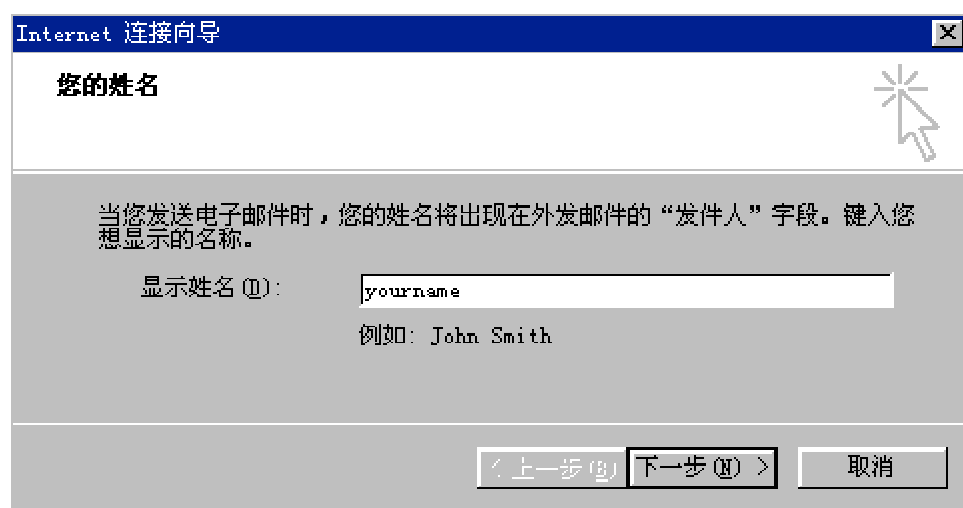 Internet 连接向导
您的姓名
当您发送电子邮件时，您的姓名将出现在外发邮件的“发件人”字段。键入您
想显示的名称。
显示姓名(D)： yourname
例如：John Smith
<上一步(B) 下一步(N)> 取消